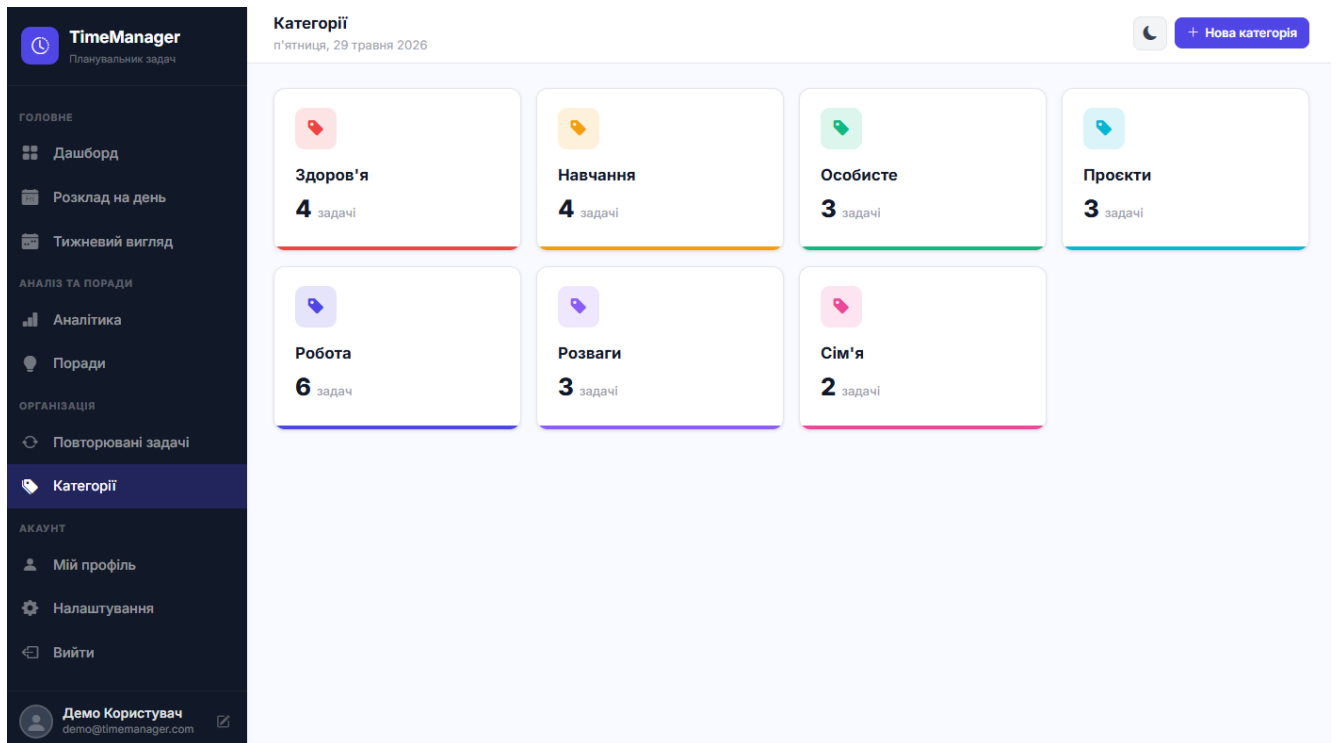 TimeManager
Планувальник задач
ГОЛОВНЕ
Дашборд
Розклад на день
Тижневий вигляд
АНАЛІЗ ТА ПОРАДИ
Аналітика
Поради
ОРГАНІЗАЦІЯ
Повторювані задачі
Категорії
АКАУНТ
Мій профіль
Налаштування
Вийти
Демо Користувач
demo@timemanager.com
Категорії
п'ятниця, 29 травня 2026
+ Нова категорія
Здоров'я
4 задачі
Навчання
4 задачі
Особисте
3 задачі
Проєкти
3 задачі
Робота
6 задач
Розваги
3 задачі
Сім'я
2 задачі